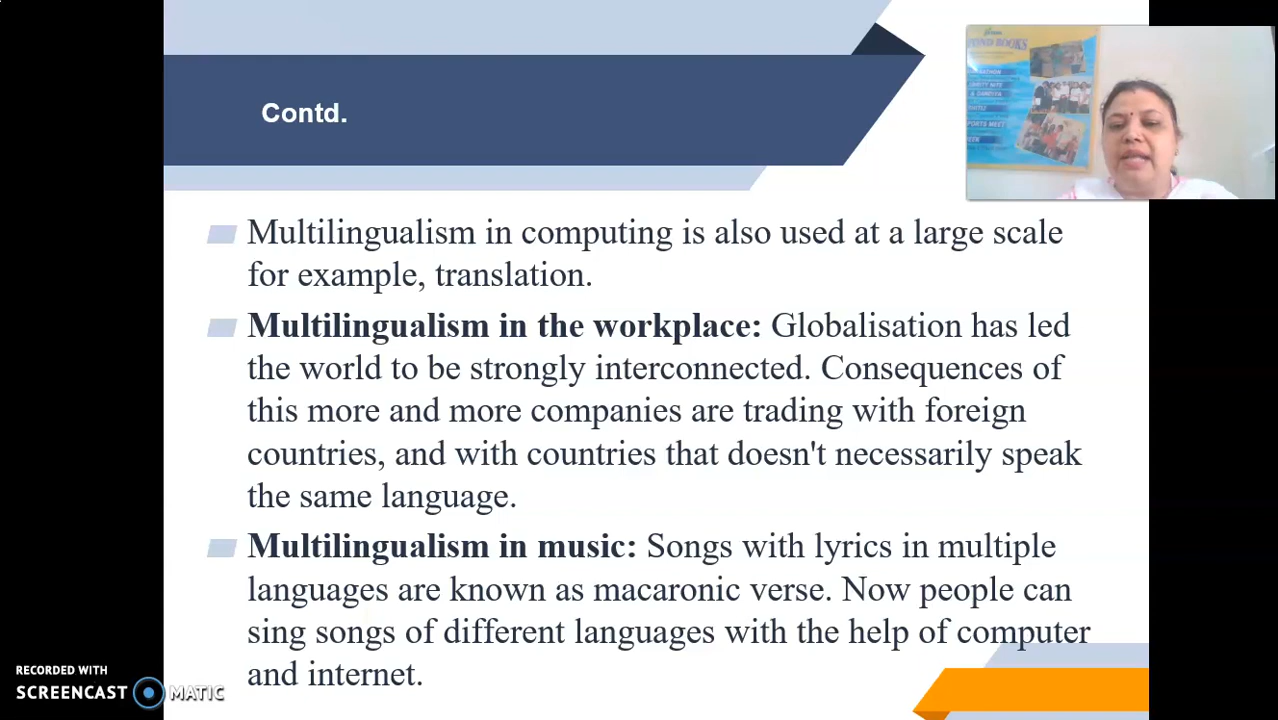 Contd.
POND BOOKS
SPORTS MEET
Multilingualism in computing is also used at a large scale
for example, translation.
Multilingualism in the workplace: Globalisation has led
the world to be strongly interconnected. Consequences of
this more and more companies are trading with foreign
countries, and with countries that doesn't necessarily speak
the same language.
Multilingualism in music: Songs with lyrics in multiple
languages are known as macaronic verse. Now people can
sing songs of different languages with the help of computer
and internet.
RECORDED WITH
SCREENCAST MATIC